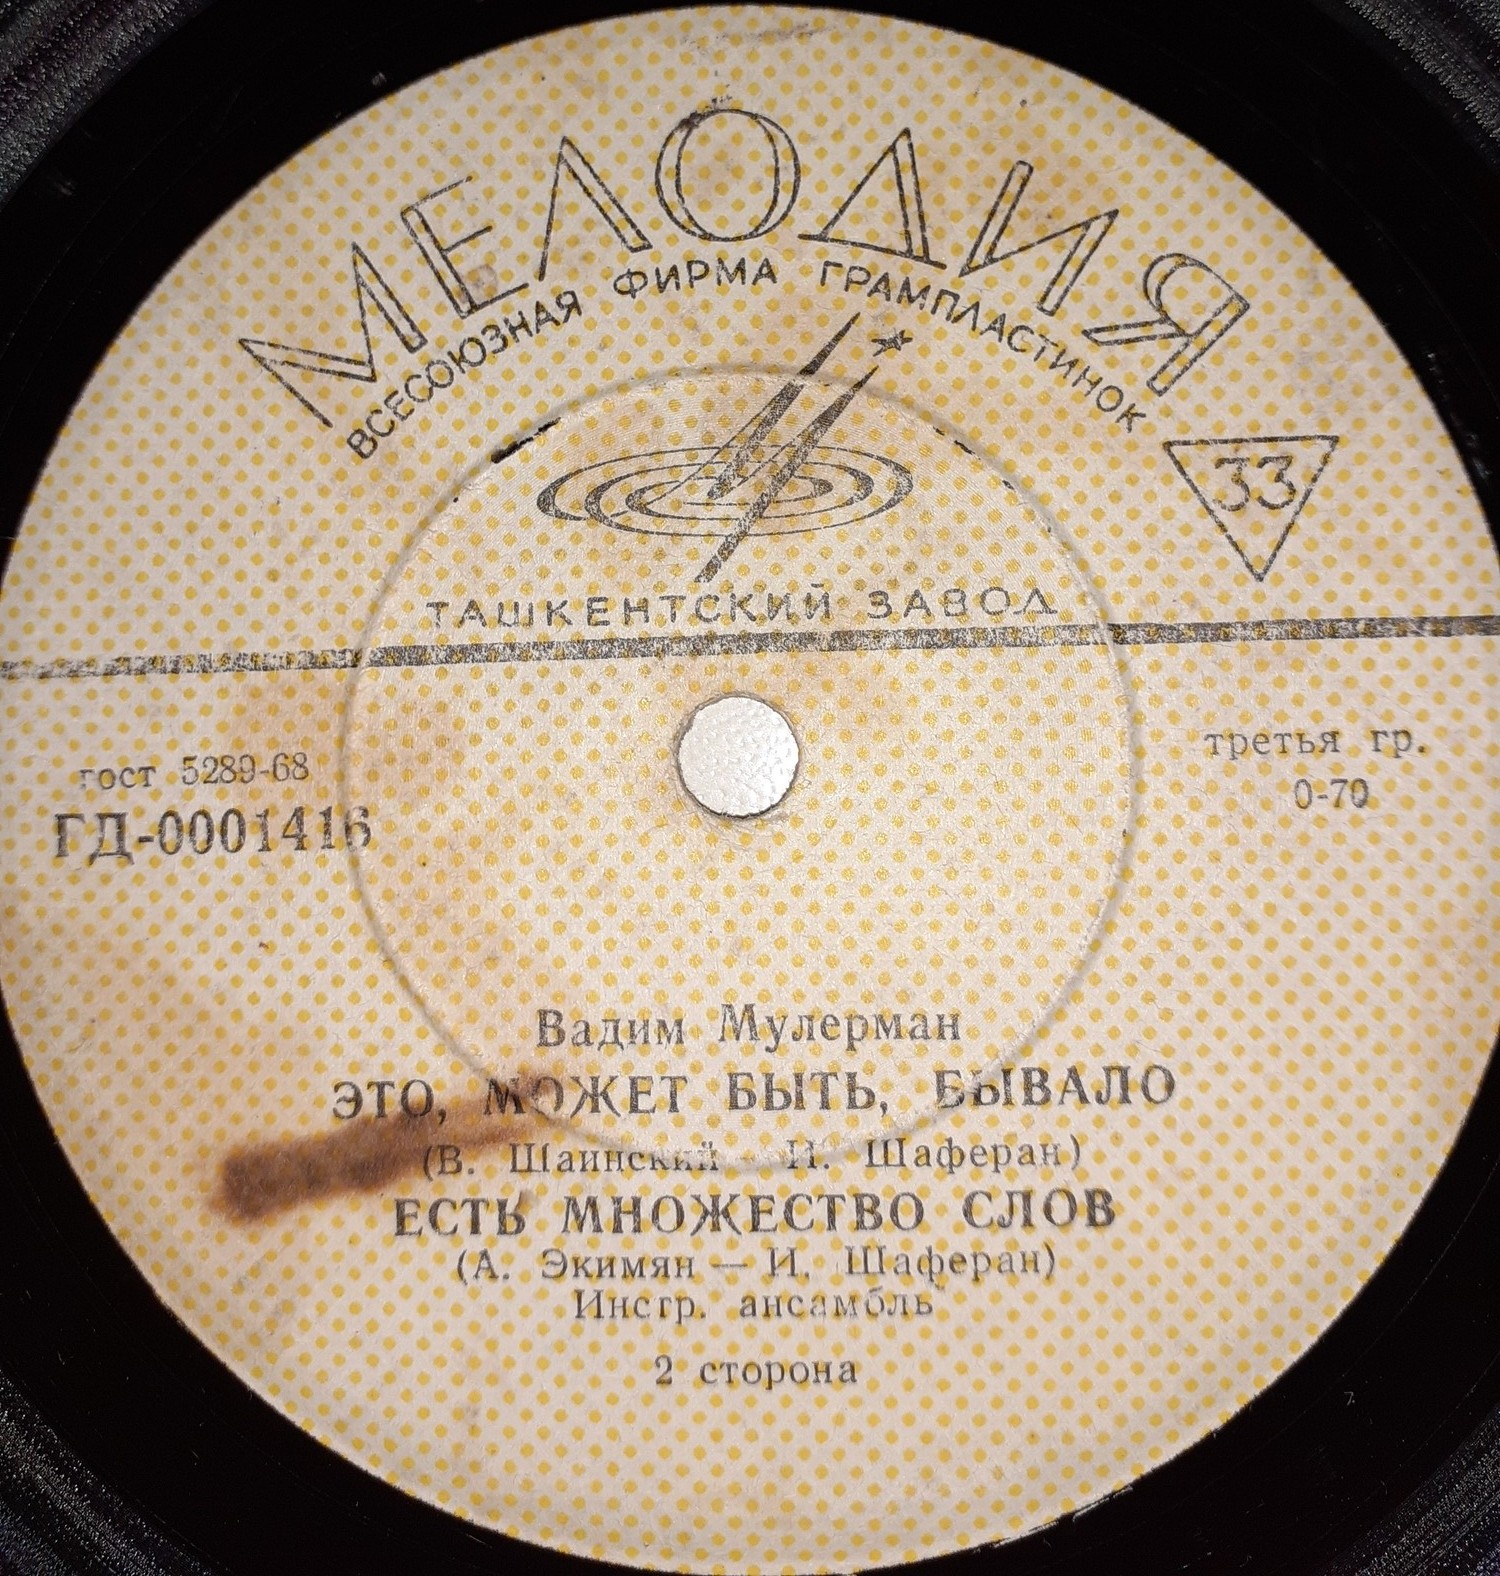 МЕЛОДИЯ
ВСЕСОЮЗНАЯ ФИРМА ГРАМПЛАСТИНОК
33
ТАШКЕНТСКИЙ ЗАВОД
гост 5289-68
ГД-0001416
третья гр.
0-70
Вадим Мулерман
ЭТО, МОЖЕТ БЫТЬ, БЫВАЛО
(В. Шаинский — И. Шаферан)
ЕСТЬ МНОЖЕСТВО СЛОВ
(А. Экимян — И. Шаферан)
Инстр. ансамбль
2 сторона